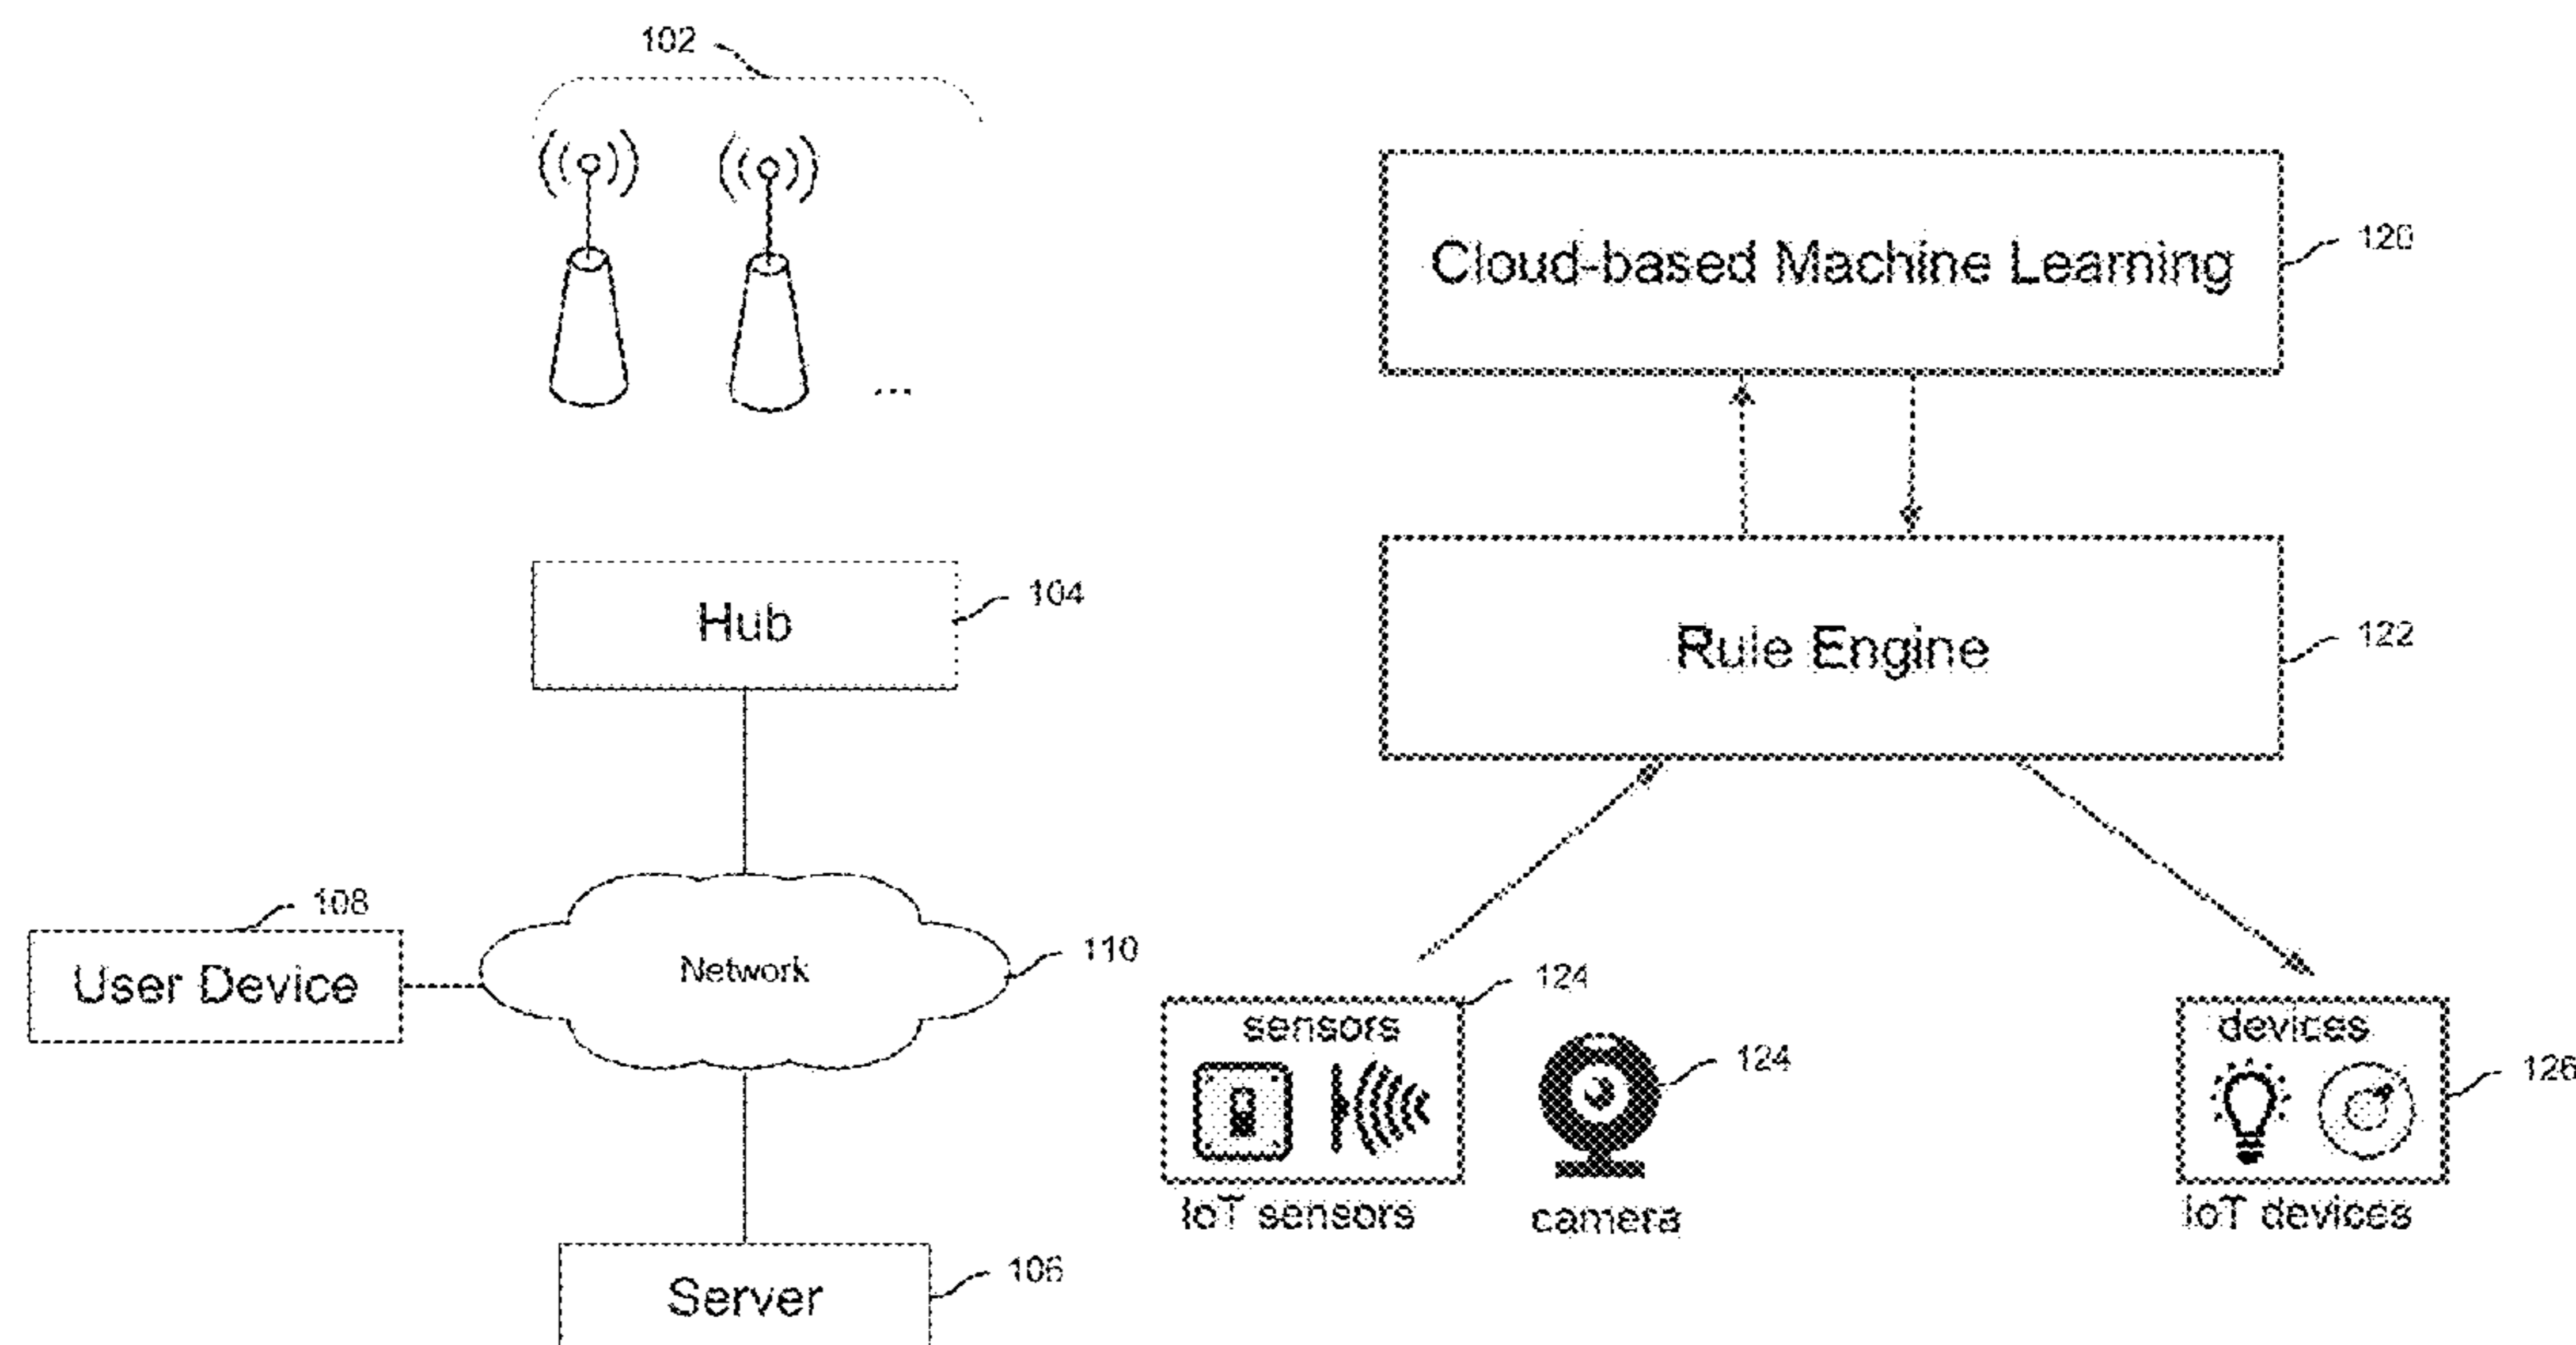 102
...
Hub
104
108
User Device
Network
110
Server
106
Cloud-based Machine Learning
120
Rule Engine
122
sensors
124
IoT sensors
124
camera
devices
126
IoT devices